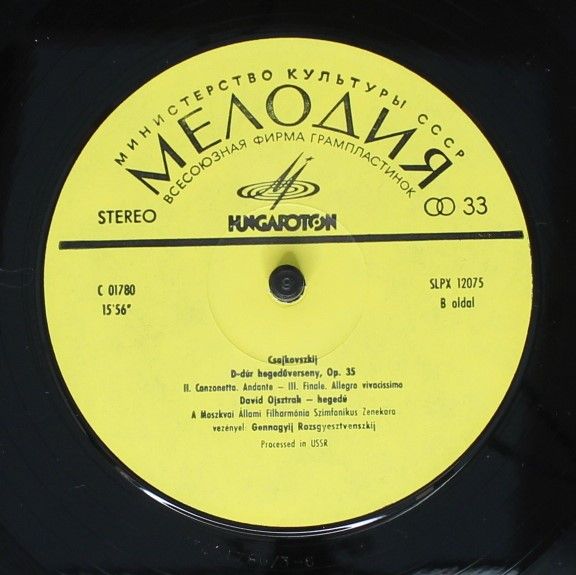 МИНИСТЕРСТВО КУЛЬТУРЫ СССР
МЕЛОДИЯ
ВСЕСОЮЗНАЯ ФИРМА ГРАМПЛАСТИНОК
STEREO
33
HUNGAROTON
C 01780
SLPX 12075
15'56"
B oldal
Csajkovszkij
D-dúr hegedűverseny, Op. 35
II. Canzonetta. Andante – III. Finale. Allegro vivacissimo
David Ojsztrah – hegedű
A Moszkvai Állami Filharmónia Szimfonikus Zenekara
vezényel Gennagyij Rozsgyesztvenszkij
Processed in USSR